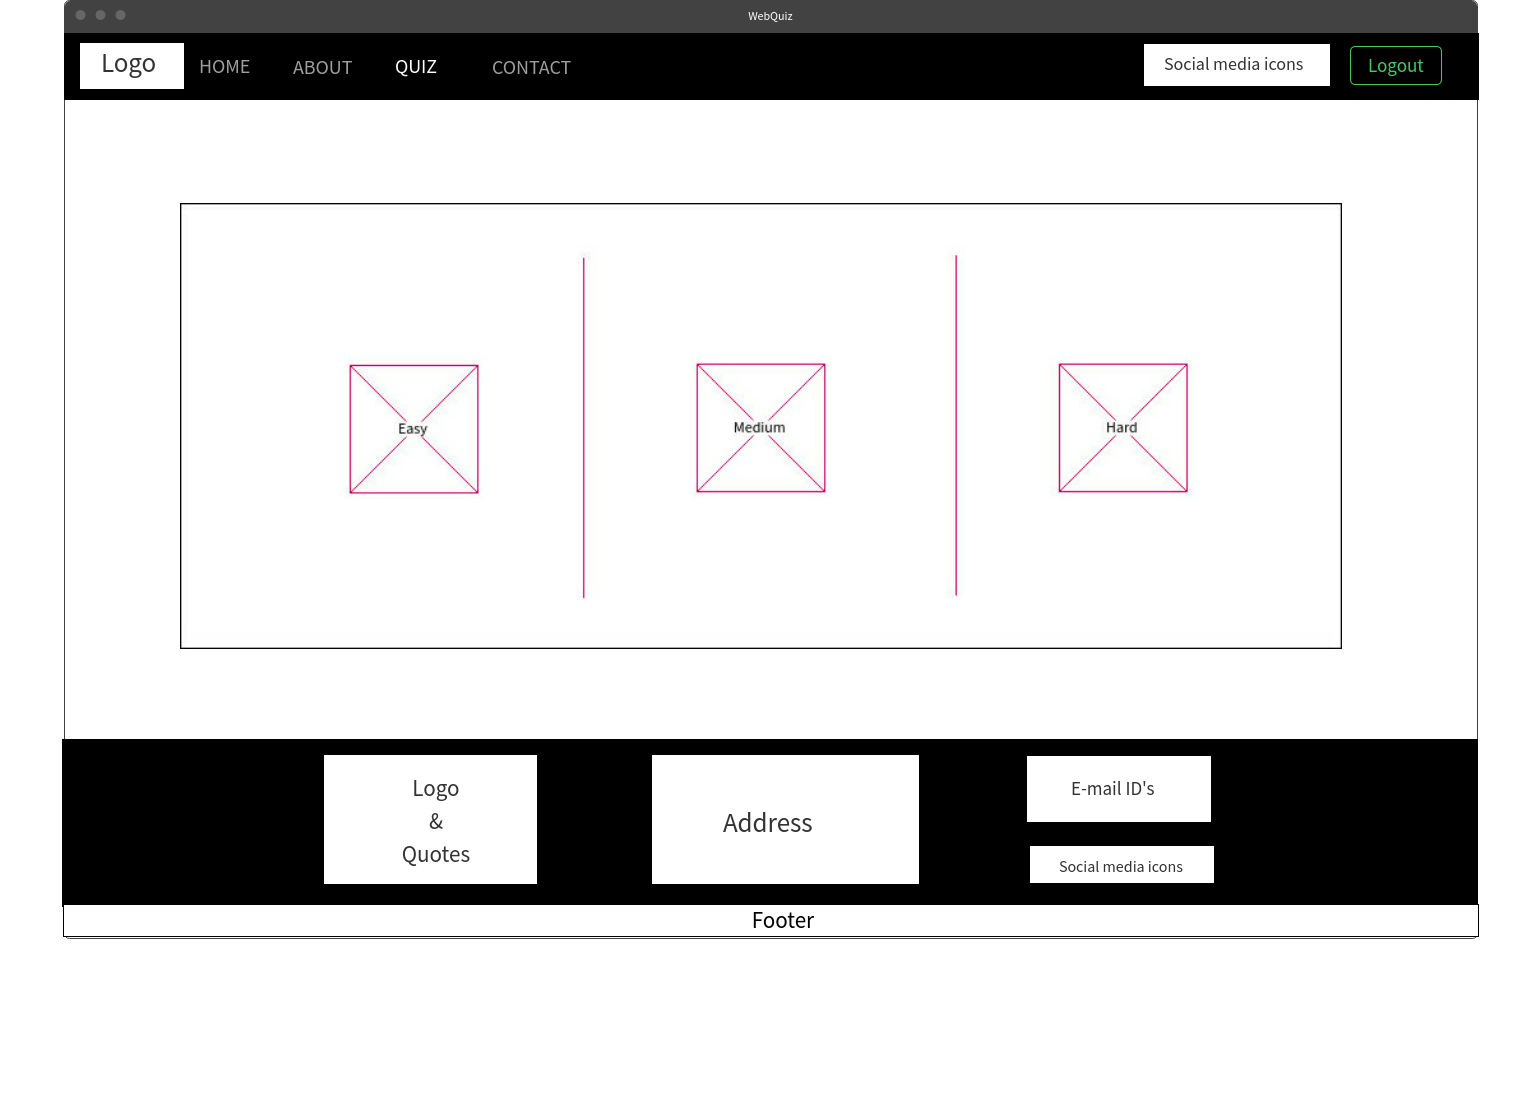 WebQuiz
Logo HOME ABOUT QUIZ CONTACT Social media icons Logout
Easy Medium Hard
Logo
&
Quotes
Address
E-mail ID's
Social media icons
Footer